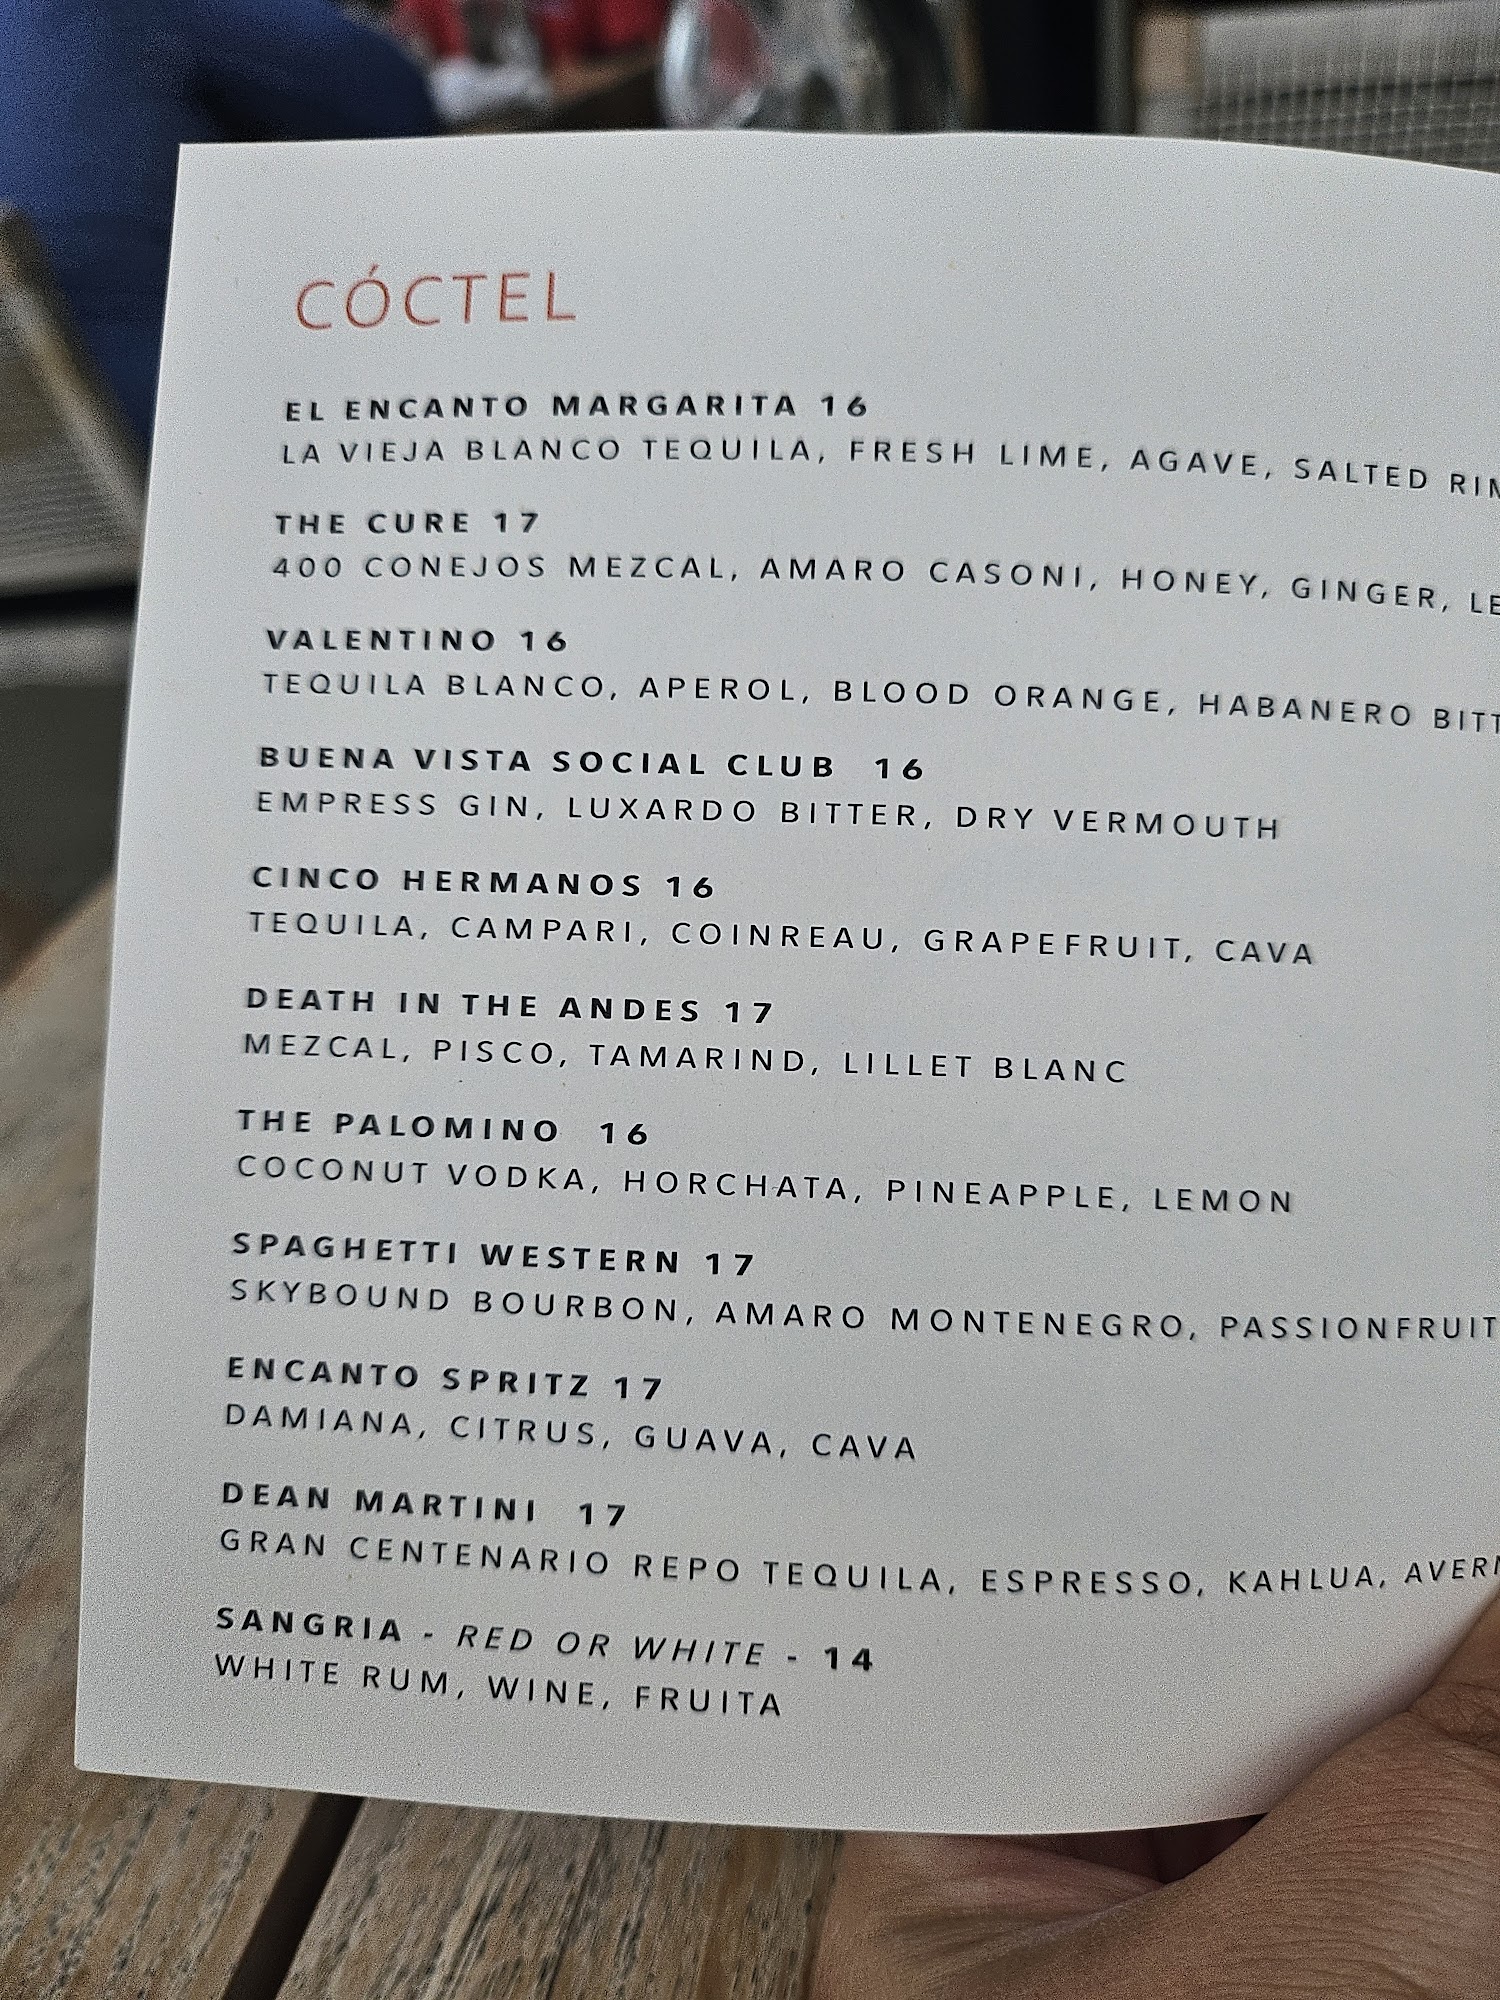 CÓCTEL
EL ENCANTO MARGARITA 16
LA VIEJA BLANCO TEQUILA, FRESH LIME, AGAVE, SALTED
THE CURE 17
400 CONEJOS MEZCAL, AMARO CASONI, HONEY, GINGER,
VALENTINO 16
TEQUILA BLANCO, APEROL, BLOOD ORANGE, HABANERO
BUENA VISTA SOCIAL CLUB 16
EMPRESS GIN, LUXARDO BITTER, DRY VERMOUTH
CINCO HERMANOS 16
TEQUILA, CAMPARI, COINREAU, GRAPEFRUIT, CAVA
DEATH IN THE ANDES 17
MEZCAL, PISCO, TAMARIND, LILLET BLANC
THE PALOMINO 16
COCONUT VODKA, HORCHATA, PINEAPPLE, LEMON
SPAGHETTI WESTERN 17
SKYBOUND BOURBON, AMARO MONTENEGRO, PASSIONFRUIT
ENCANTO SPRITZ 17
DAMIANA, CITRUS, GUAVA, CAVA
DEAN MARTINI 17
GRAN CENTENARIO REPO TEQUILA, ESPRESSO, KAHLUA,
SANGRIA - RED OR WHITE - 14
WHITE RUM, WINE, FRUITA